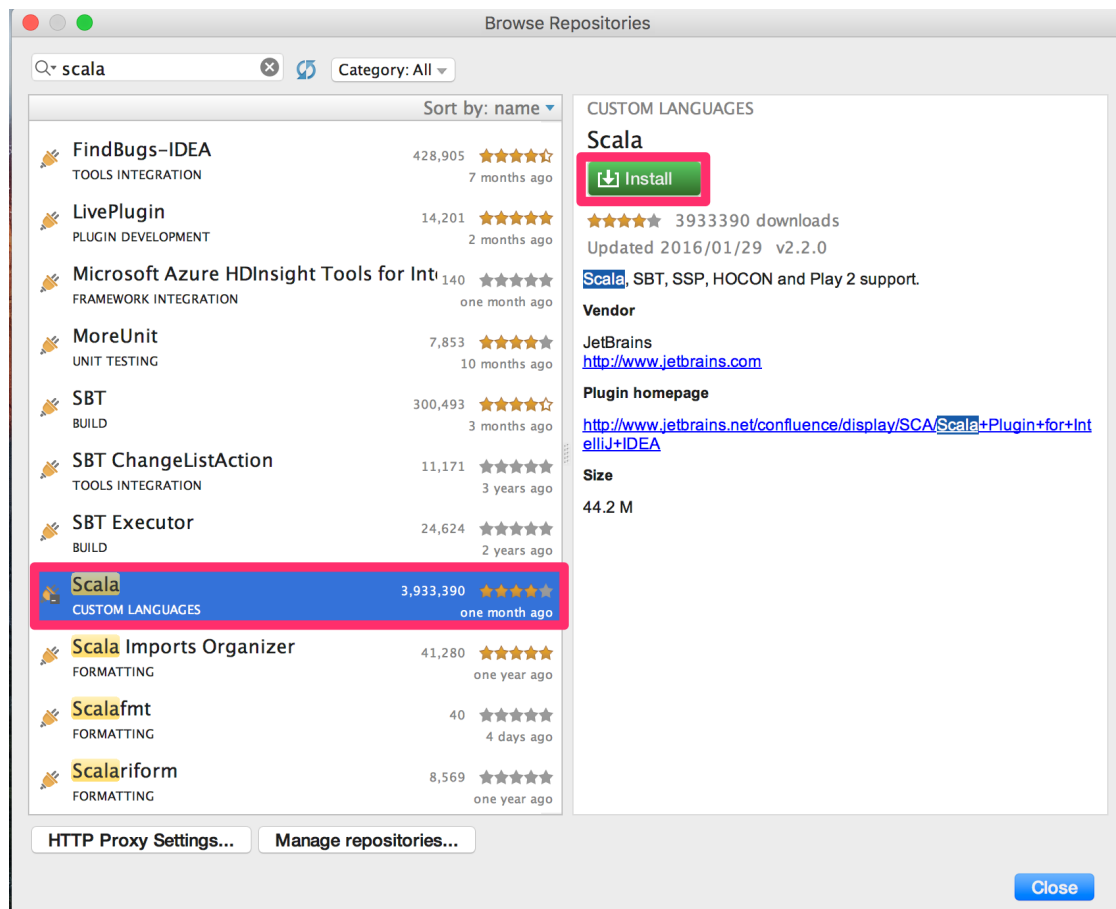 Browse Repositories
scala
Category: All
Sort by: name
FindBugs-IDEA
428,905
TOOLS INTEGRATION
7 months ago
LivePlugin
14,201
PLUGIN DEVELOPMENT
2 months ago
Microsoft Azure HDInsight Tools for Int
140
FRAMEWORK INTEGRATION
one month ago
MoreUnit
7,853
UNIT TESTING
10 months ago
SBT
300,493
BUILD
3 months ago
SBT ChangeListAction
11,171
TOOLS INTEGRATION
3 years ago
SBT Executor
24,624
BUILD
2 years ago
Scala
3,933,390
CUSTOM LANGUAGES
one month ago
Scala Imports Organizer
41,280
FORMATTING
one year ago
Scalafmt
40
FORMATTING
4 days ago
Scalariform
8,569
FORMATTING
one year ago
CUSTOM LANGUAGES
Scala
Install
3933390 downloads
Updated 2016/01/29 v2.2.0
Scala, SBT, SSP, HOCON and Play 2 support.
Vendor
JetBrains
http://www.jetbrains.com
Plugin homepage
http://www.jetbrains.net/confluence/display/SCA/Scala+Plugin+for+Int
elliJ+IDEA
Size
44.2 M
HTTP Proxy Settings...
Manage repositories...
Close